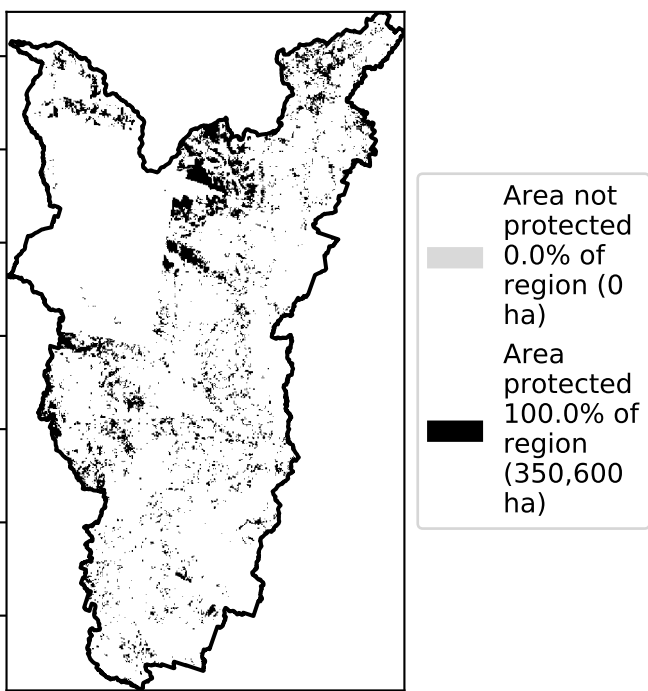 Area not
protected
0.0% of
region (0
ha)
Area
protected
100.0% of
region
(350,600
ha)